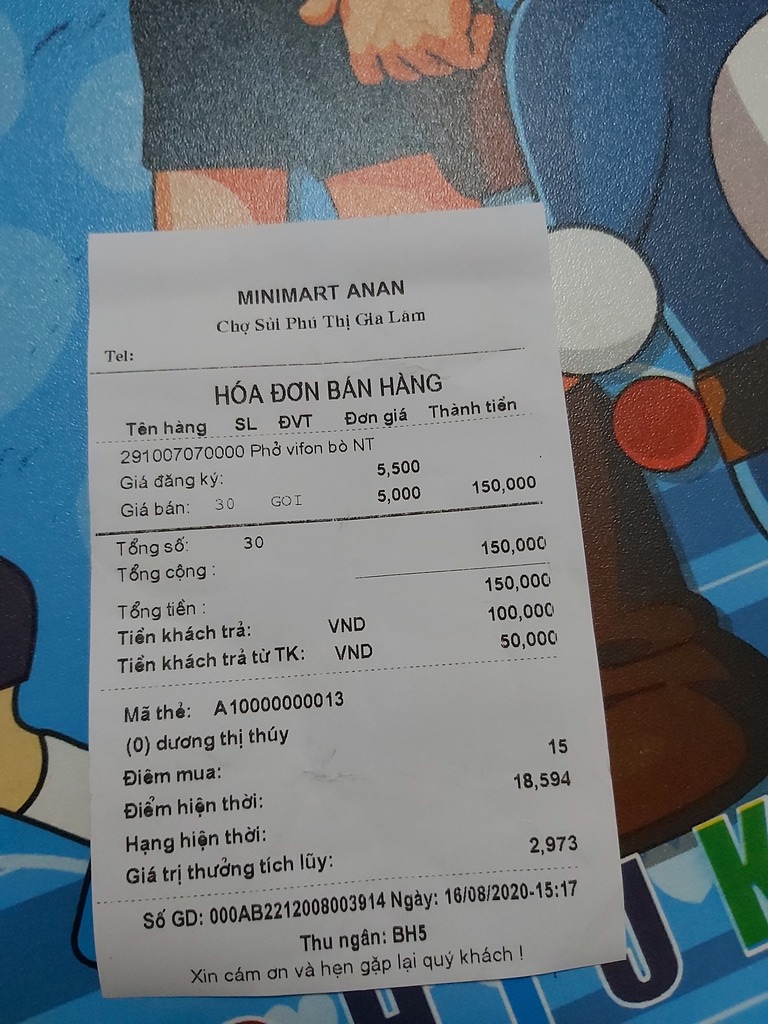 MINIMART ANAN
Chợ Sủi Phú Thị Gia Lâm
Tel:
HÓA ĐƠN BÁN HÀNG
Tên hàng SL ĐVT Đơn giá Thành tiền
291007070000 Phở vifon bò NT
Giá đăng ký: 5,500
Giá bán: 30 GOI 5,000 150,000
Tổng số: 30
Tổng cộng : 150,000
Tổng tiền : 150,000
Tiền khách trả: VND 100,000
Tiền khách trả từ TK: VND 50,000
Mã thẻ: A10000000013
(0) dương thị thúy
Điểm mua: 15
Điểm hiện thời: 18,594
Hạng hiện thời:
Giá trị thưởng tích lũy: 2,973
Số GD: 000AB2212008003914 Ngày: 16/08/2020-15:17
Thu ngân: BH5
Xin cám ơn và hẹn gặp lại quý khách !